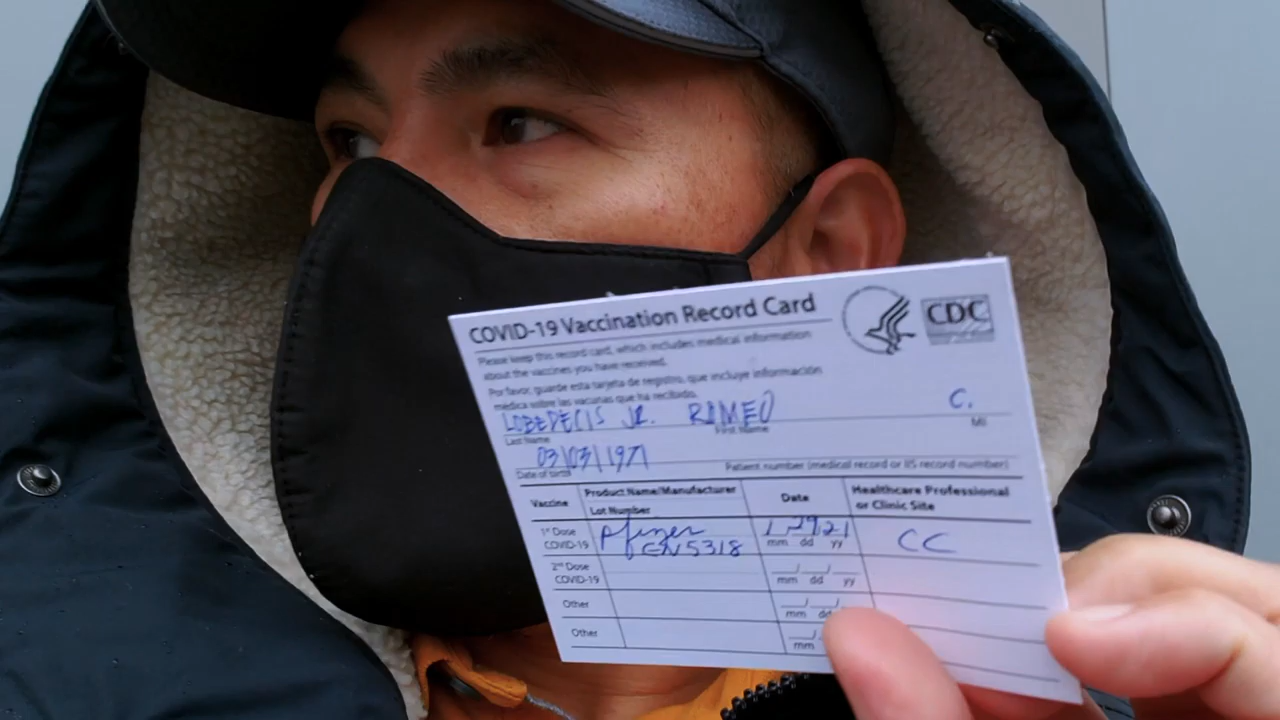 COVID-19 Vaccination Record Card
CDC
Please keep this record card, which includes medical information
about the vaccines you have received.
Por favor, guarde esta tarjeta de registro, que incluye información
médica sobre las vacunas que ha recibido.
JR. ROMEO C.
Last Name First Name MI
03/03/1971
Date of birth Patient number (medical record or IIS record number)
Vaccine Product Name/Manufacturer Date Healthcare Professional
Lot Number or Clinic Site
1st Dose Pfizer 1/29/21 CC
COVID-19 EN5318 mm dd yy
2nd Dose
COVID-19 mm dd yy
Other
mm dd
Other
mm